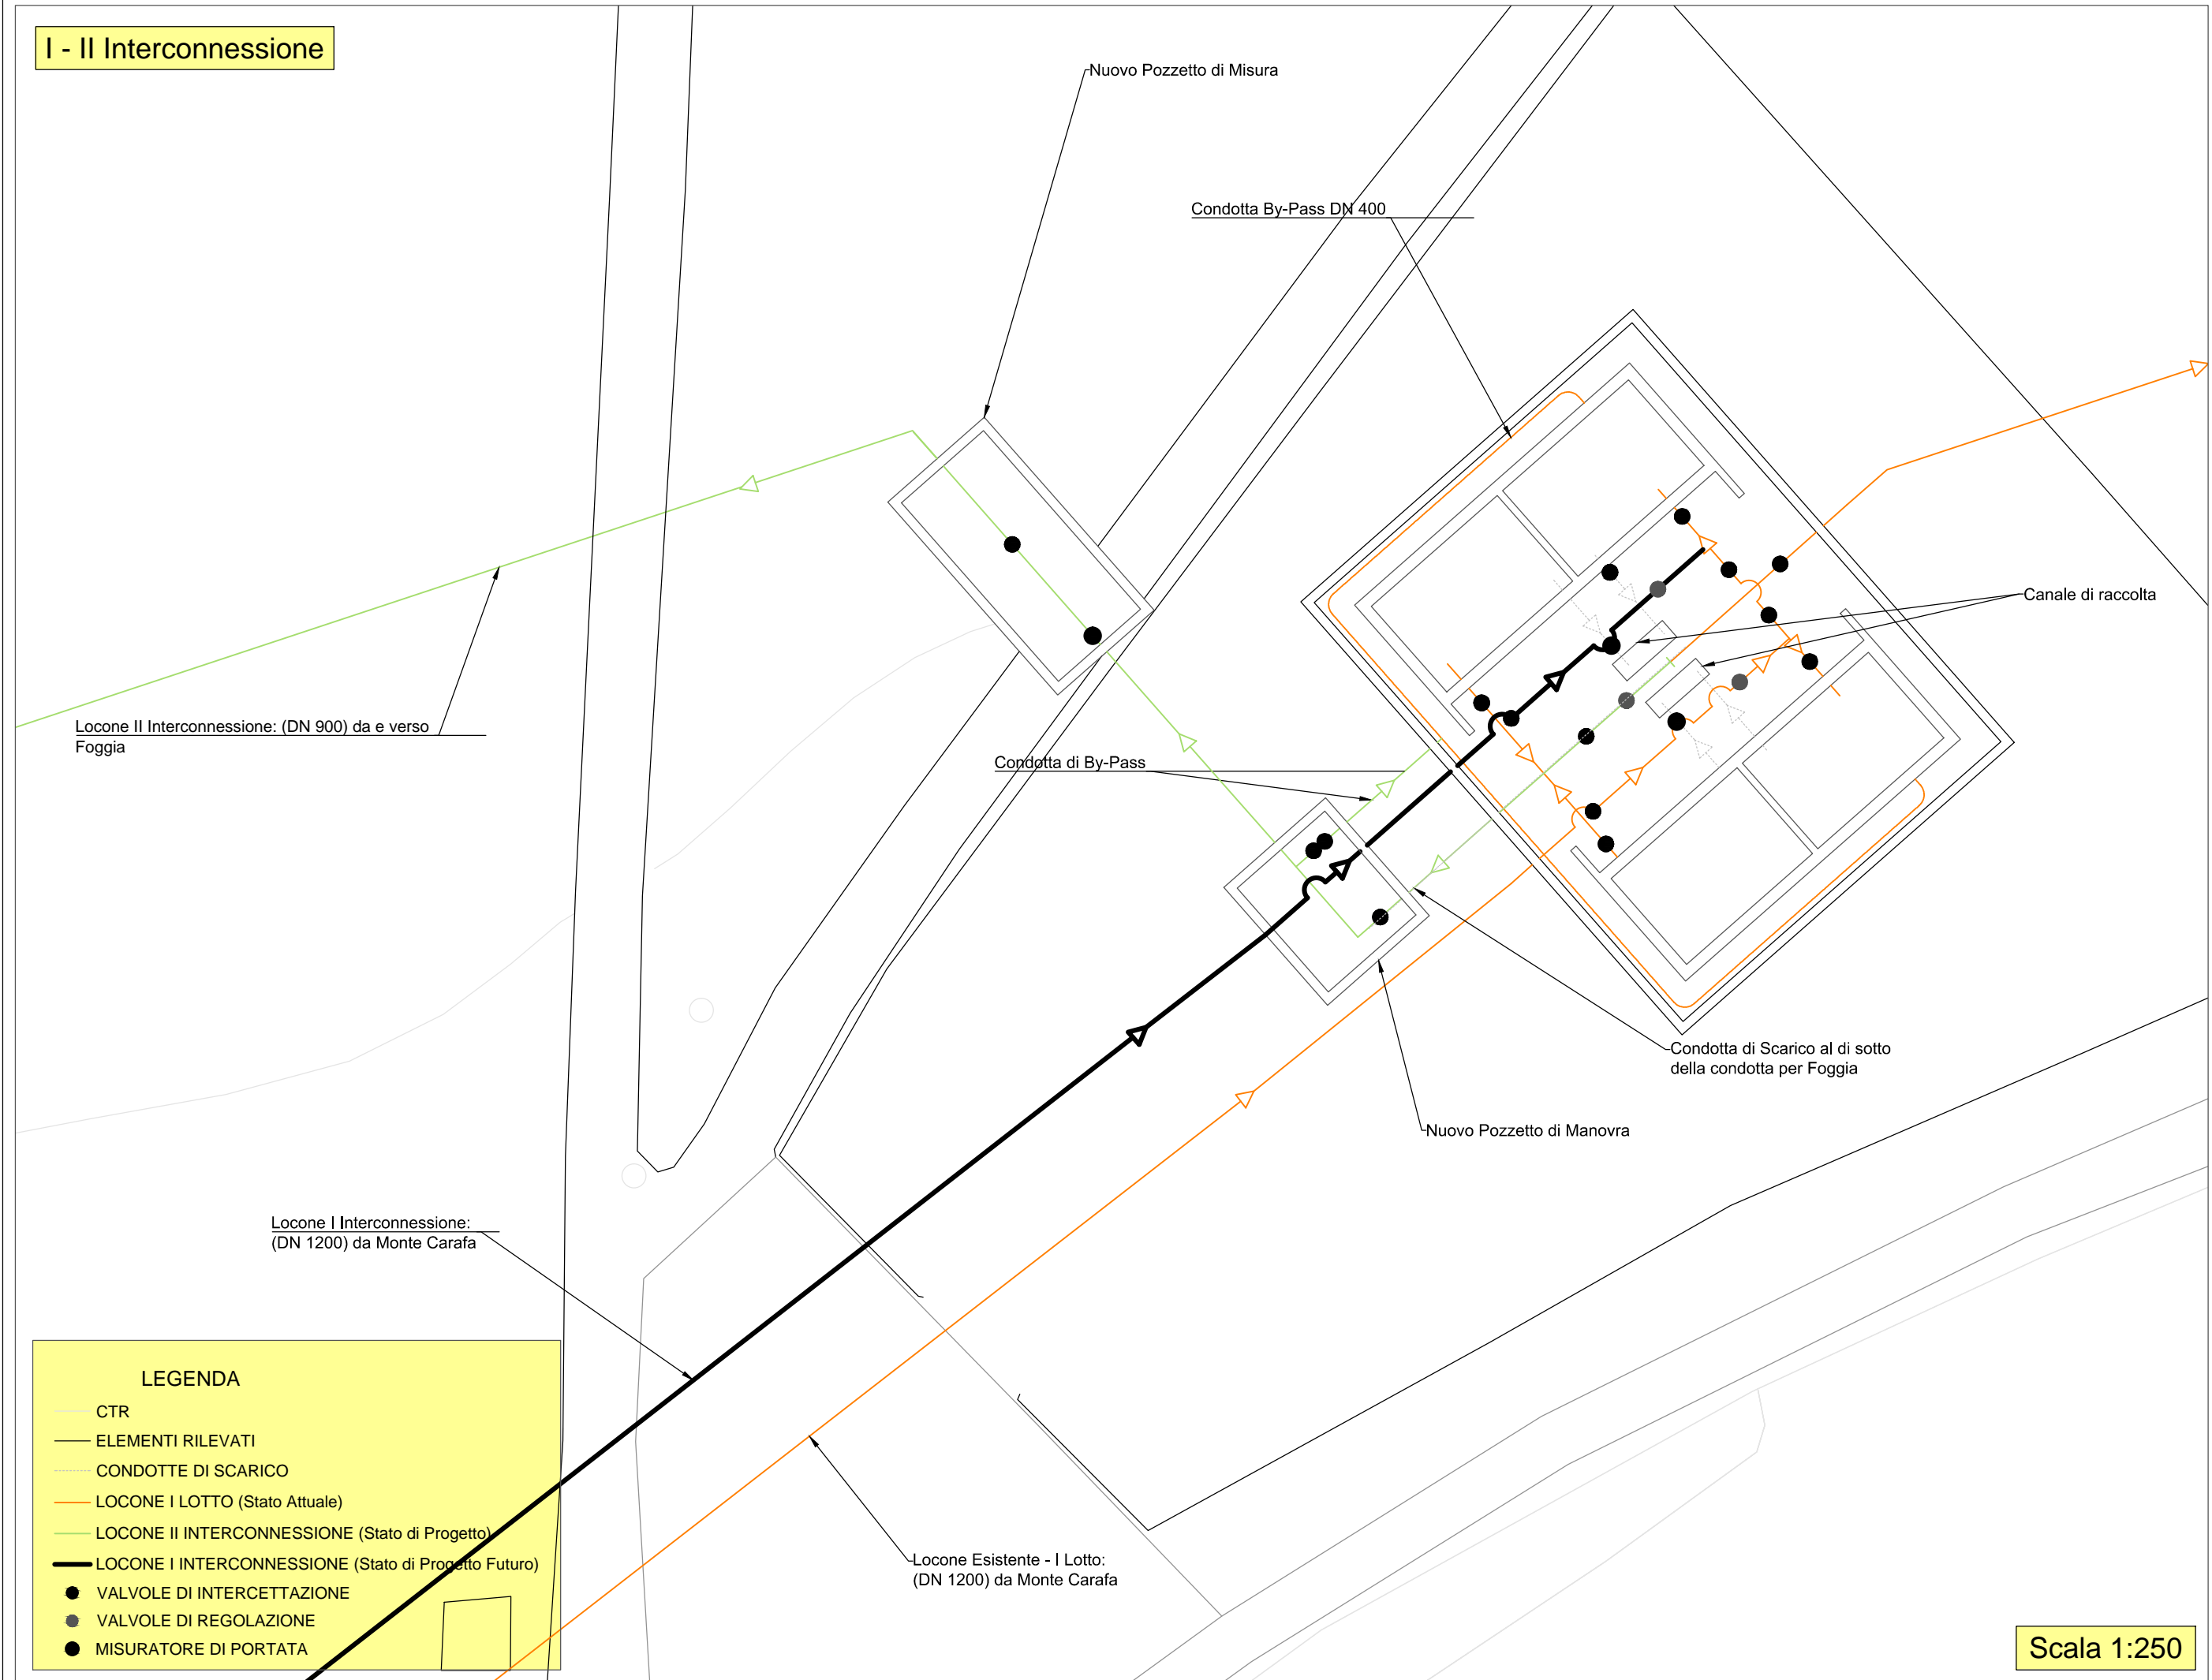 I - II Interconnessione
Nuovo Pozzetto di Misura
Condotta By-Pass DN 400
Canale di raccolta
Locone II Interconnessione: (DN 900) da e verso
Foggia
Condotta di By-Pass
Condotta di Scarico al di sotto
della condotta per Foggia
Nuovo Pozzetto di Manovra
Locone I Interconnessione:
(DN 1200) da Monte Carafa
Locone Esistente - I Lotto:
(DN 1200) da Monte Carafa
LEGENDA
CTR
ELEMENTI RILEVATI
CONDOTTE DI SCARICO
LOCONE I LOTTO (Stato Attuale)
LOCONE II INTERCONNESSIONE (Stato di Progetto)
LOCONE I INTERCONNESSIONE (Stato di Progetto Futuro)
VALVOLE DI INTERCETTAZIONE
VALVOLE DI REGOLAZIONE
MISURATORE DI PORTATA
Scala 1:250